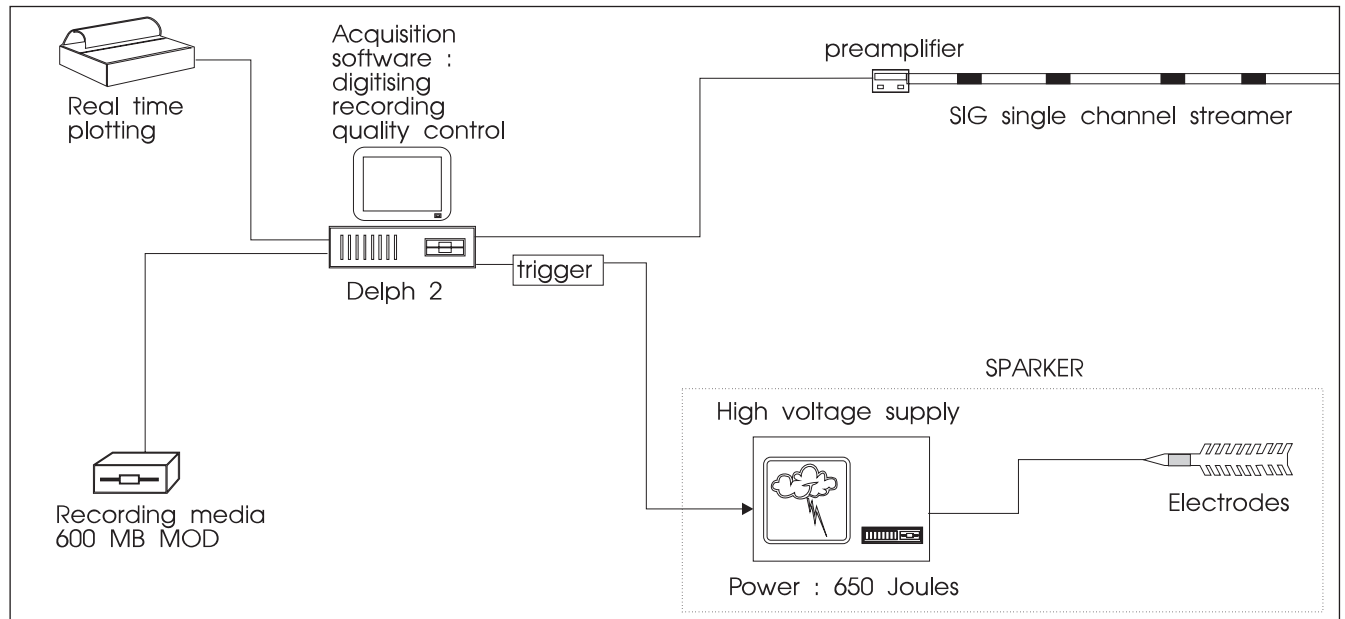 Real time
plotting
Acquisition
software :
digitising
recording
quality control
Delph 2
trigger
preamplifier
SIG single channel streamer
Recording media
600 MB MOD
SPARKER
High voltage supply
Electrodes
Power : 650 Joules